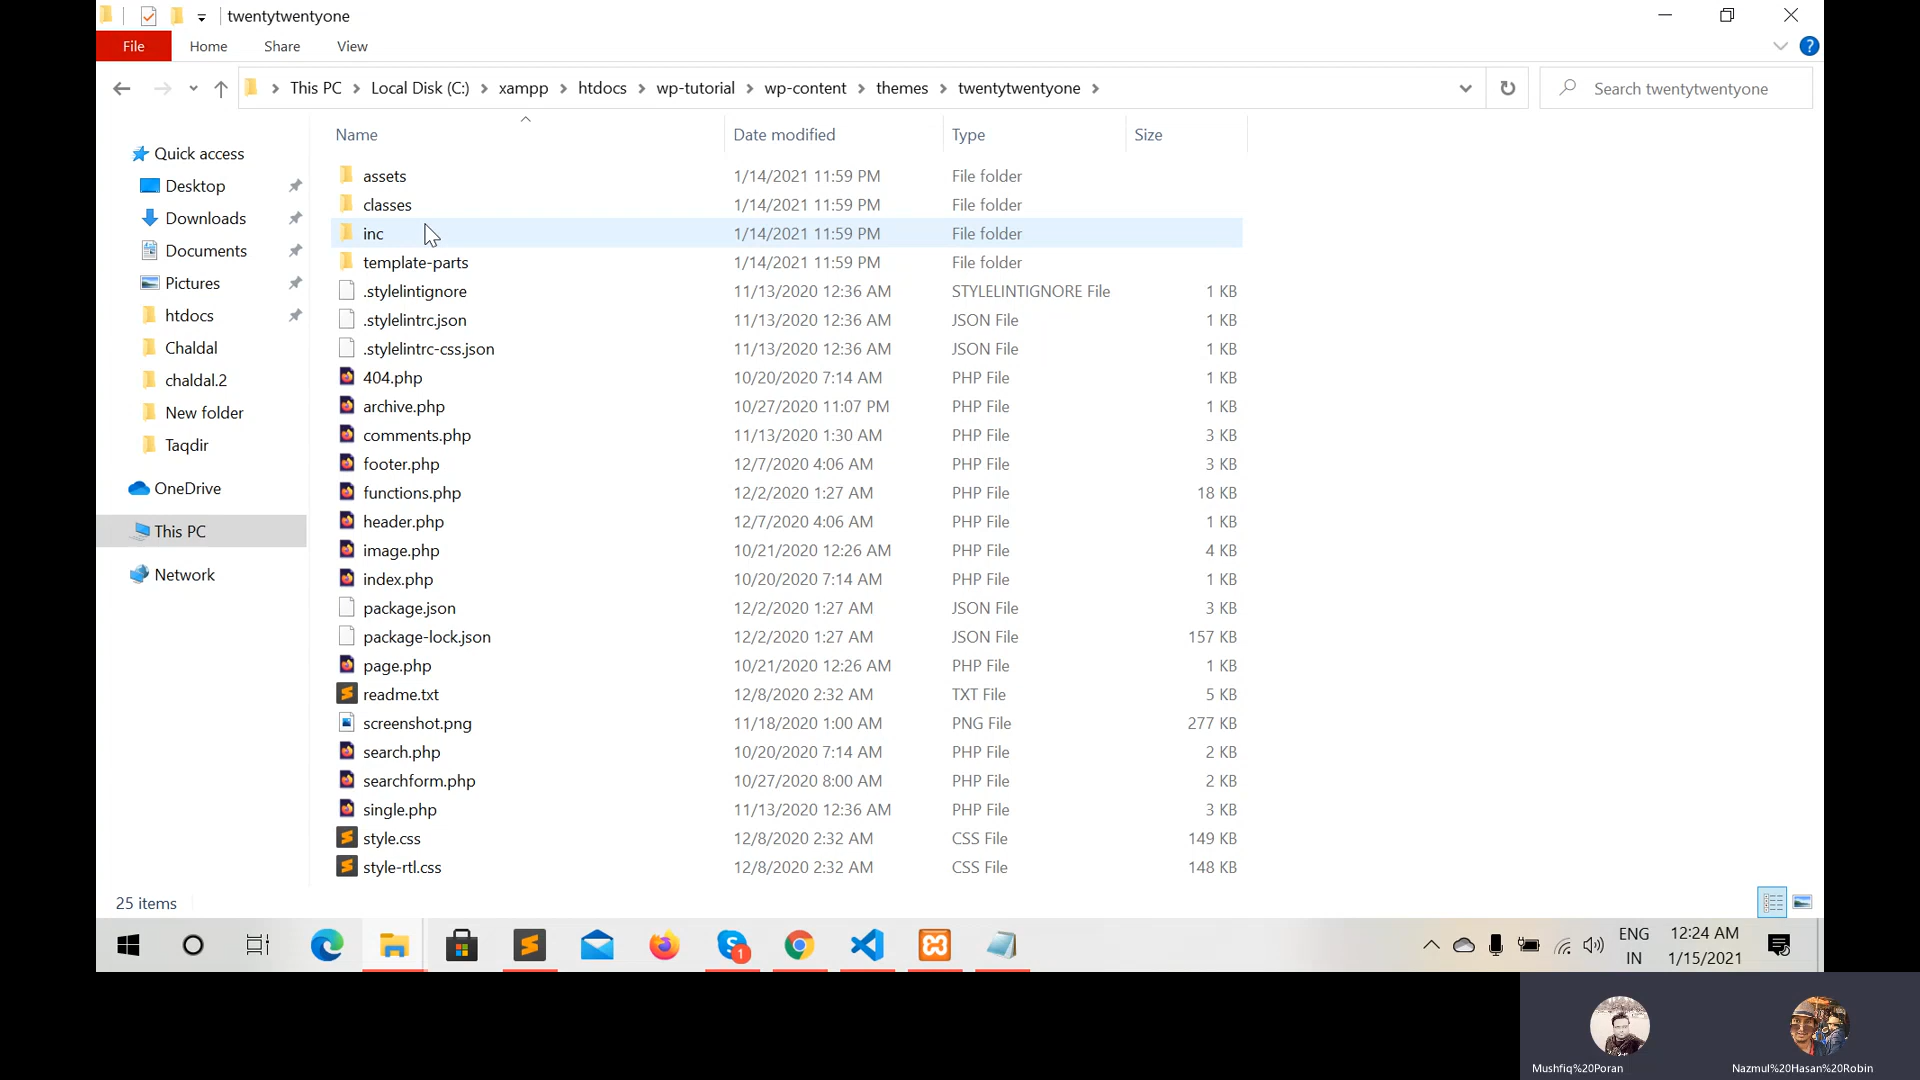 twentytwentyone
File Home Share View
This PC Local Disk (C:) xampp htdocs wp-tutorial wp-content themes twentytwentyone Search twentytwentyone
Name Date modified Type Size
Quick access
Desktop
Downloads
Documents
Pictures
htdocs
Chaldal
chaldal.2
New folder
Taqdir
OneDrive
This PC
Network
assets 1/14/2021 11:59 PM File folder
classes 1/14/2021 11:59 PM File folder
inc 1/14/2021 11:59 PM File folder
template-parts 1/14/2021 11:59 PM File folder
.stylelintignore 11/13/2020 12:36 AM STYLELINTIGNORE File 1 KB
.stylelintrc.json 11/13/2020 12:36 AM JSON File 1 KB
.stylelintrc-css.json 11/13/2020 12:36 AM JSON File 1 KB
404.php 10/20/2020 7:14 AM PHP File 1 KB
archive.php 10/27/2020 11:07 PM PHP File 1 KB
comments.php 11/13/2020 1:30 AM PHP File 3 KB
footer.php 12/7/2020 4:06 AM PHP File 3 KB
functions.php 12/2/2020 1:27 AM PHP File 18 KB
header.php 12/7/2020 4:06 AM PHP File 1 KB
image.php 10/21/2020 12:26 AM PHP File 4 KB
index.php 10/20/2020 7:14 AM PHP File 1 KB
package.json 12/2/2020 1:27 AM JSON File 3 KB
package-lock.json 12/2/2020 1:27 AM JSON File 157 KB
page.php 10/21/2020 12:26 AM PHP File 1 KB
readme.txt 12/8/2020 2:32 AM TXT File 5 KB
screenshot.png 11/18/2020 1:00 AM PNG File 277 KB
search.php 10/20/2020 7:14 AM PHP File 2 KB
searchform.php 10/27/2020 8:00 AM PHP File 2 KB
single.php 11/13/2020 12:36 AM PHP File 3 KB
style.css 12/8/2020 2:32 AM CSS File 149 KB
style-rtl.css 12/8/2020 2:32 AM CSS File 148 KB
25 items
1
ENG 12:24 AM
IN 1/15/2021
Mushfiq%20Poran Nazmul%20Hasan%20Robin